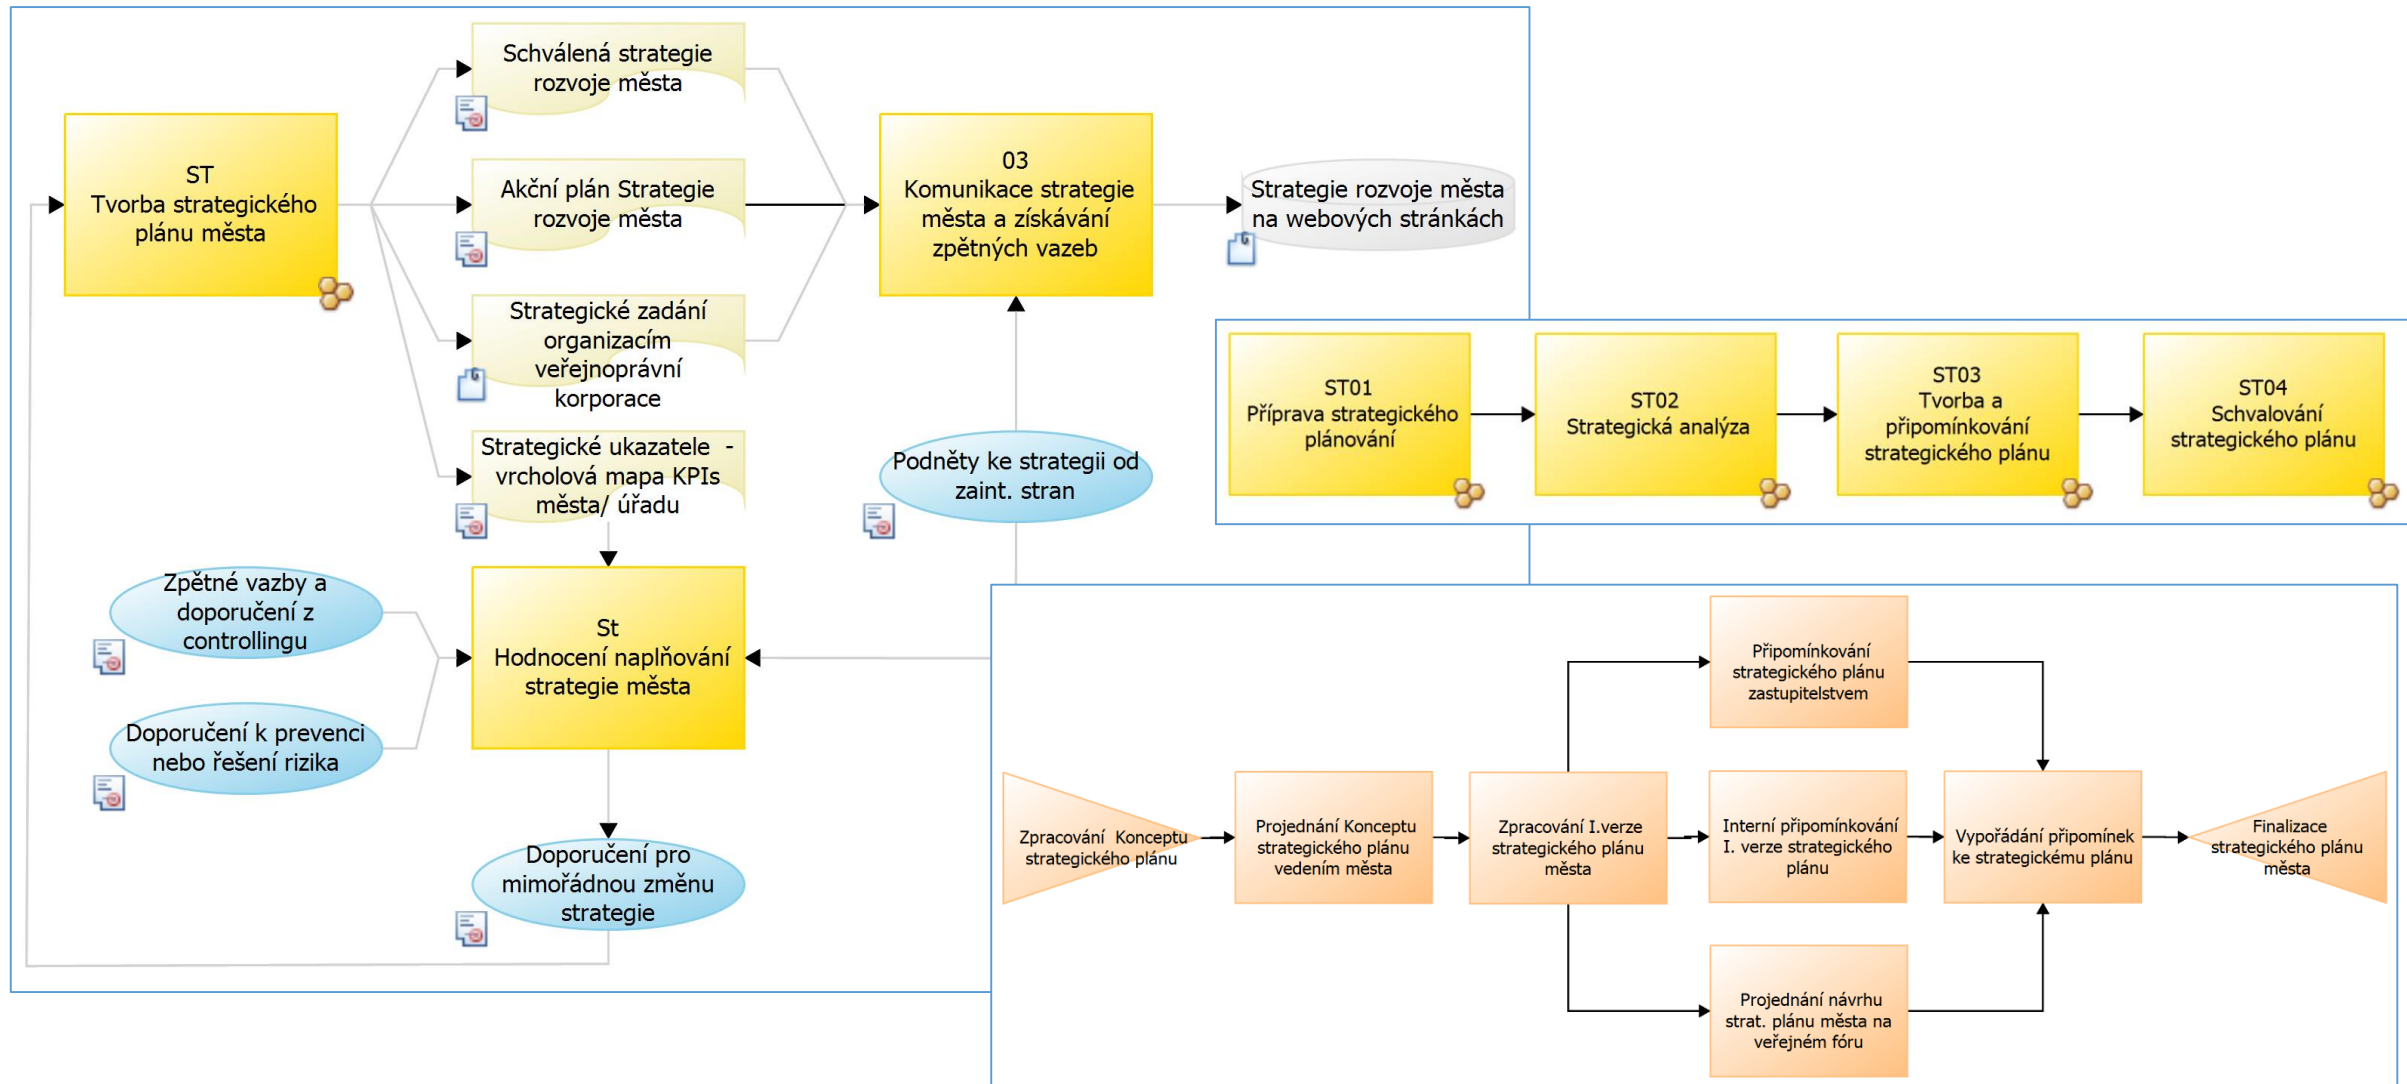 Schválená strategie
rozvoje města
ST
Tvorba strategického
plánu města
Akční plán Strategie
rozvoje města
03
Komunikace strategie
města a získávání
zpětných vazeb
Strategie rozvoje města
na webových stránkách
Strategické zadání
organizacím
veřejnoprávní
korporace
Strategické ukazatele  -
vrcholová mapa KPIs
města/ úřadu
Podněty ke strategii od
zaint. stran
Zpětné vazby a
doporučení z
controllingu
St
Hodnocení naplňování
strategie města
Doporučení k prevenci
nebo řešení rizika
Doporučení pro
mimořádnou změnu
strategie
ST01
Příprava strategického
plánování
ST02
Strategická analýza
ST03
Tvorba a
připomínkování
strategického plánu
ST04
Schvalování
strategického plánu
Zpracování  Konceptu
strategického plánu
Projednání Konceptu
strategického plánu
vedením města
Zpracování I.verze
strategického plánu
města
Připomínkování
strategického plánu
zastupitelstvem
Interní připomínkování
I. verze strategického
plánu
Projednání návrhu
strat. plánu města na
veřejném fóru
Vypořádání připomínek
ke strategickému plánu
Finalizace
strategického plánu
města